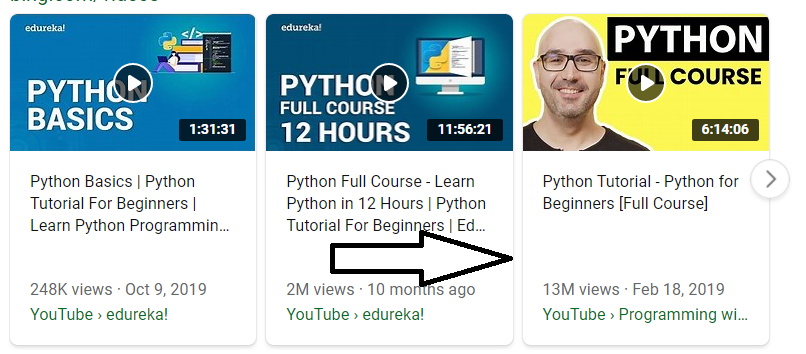 edureka!
PYTHON
BASICS
1:31:31
Python Basics | Python
Tutorial For Beginners |
Learn Python Programmin...
248K views · Oct 9, 2019
YouTube › edureka!
edureka!
PYTHON
FULL COURSE
12 HOURS
11:56:21
Python Full Course - Learn
Python in 12 Hours | Python
Tutorial For Beginners | Ed...
2M views · 10 months ago
YouTube › edureka!
PYTHON
FULL COURSE
6:14:06
Python Tutorial - Python for
Beginners [Full Course]
13M views · Feb 18, 2019
YouTube › Programming wi...